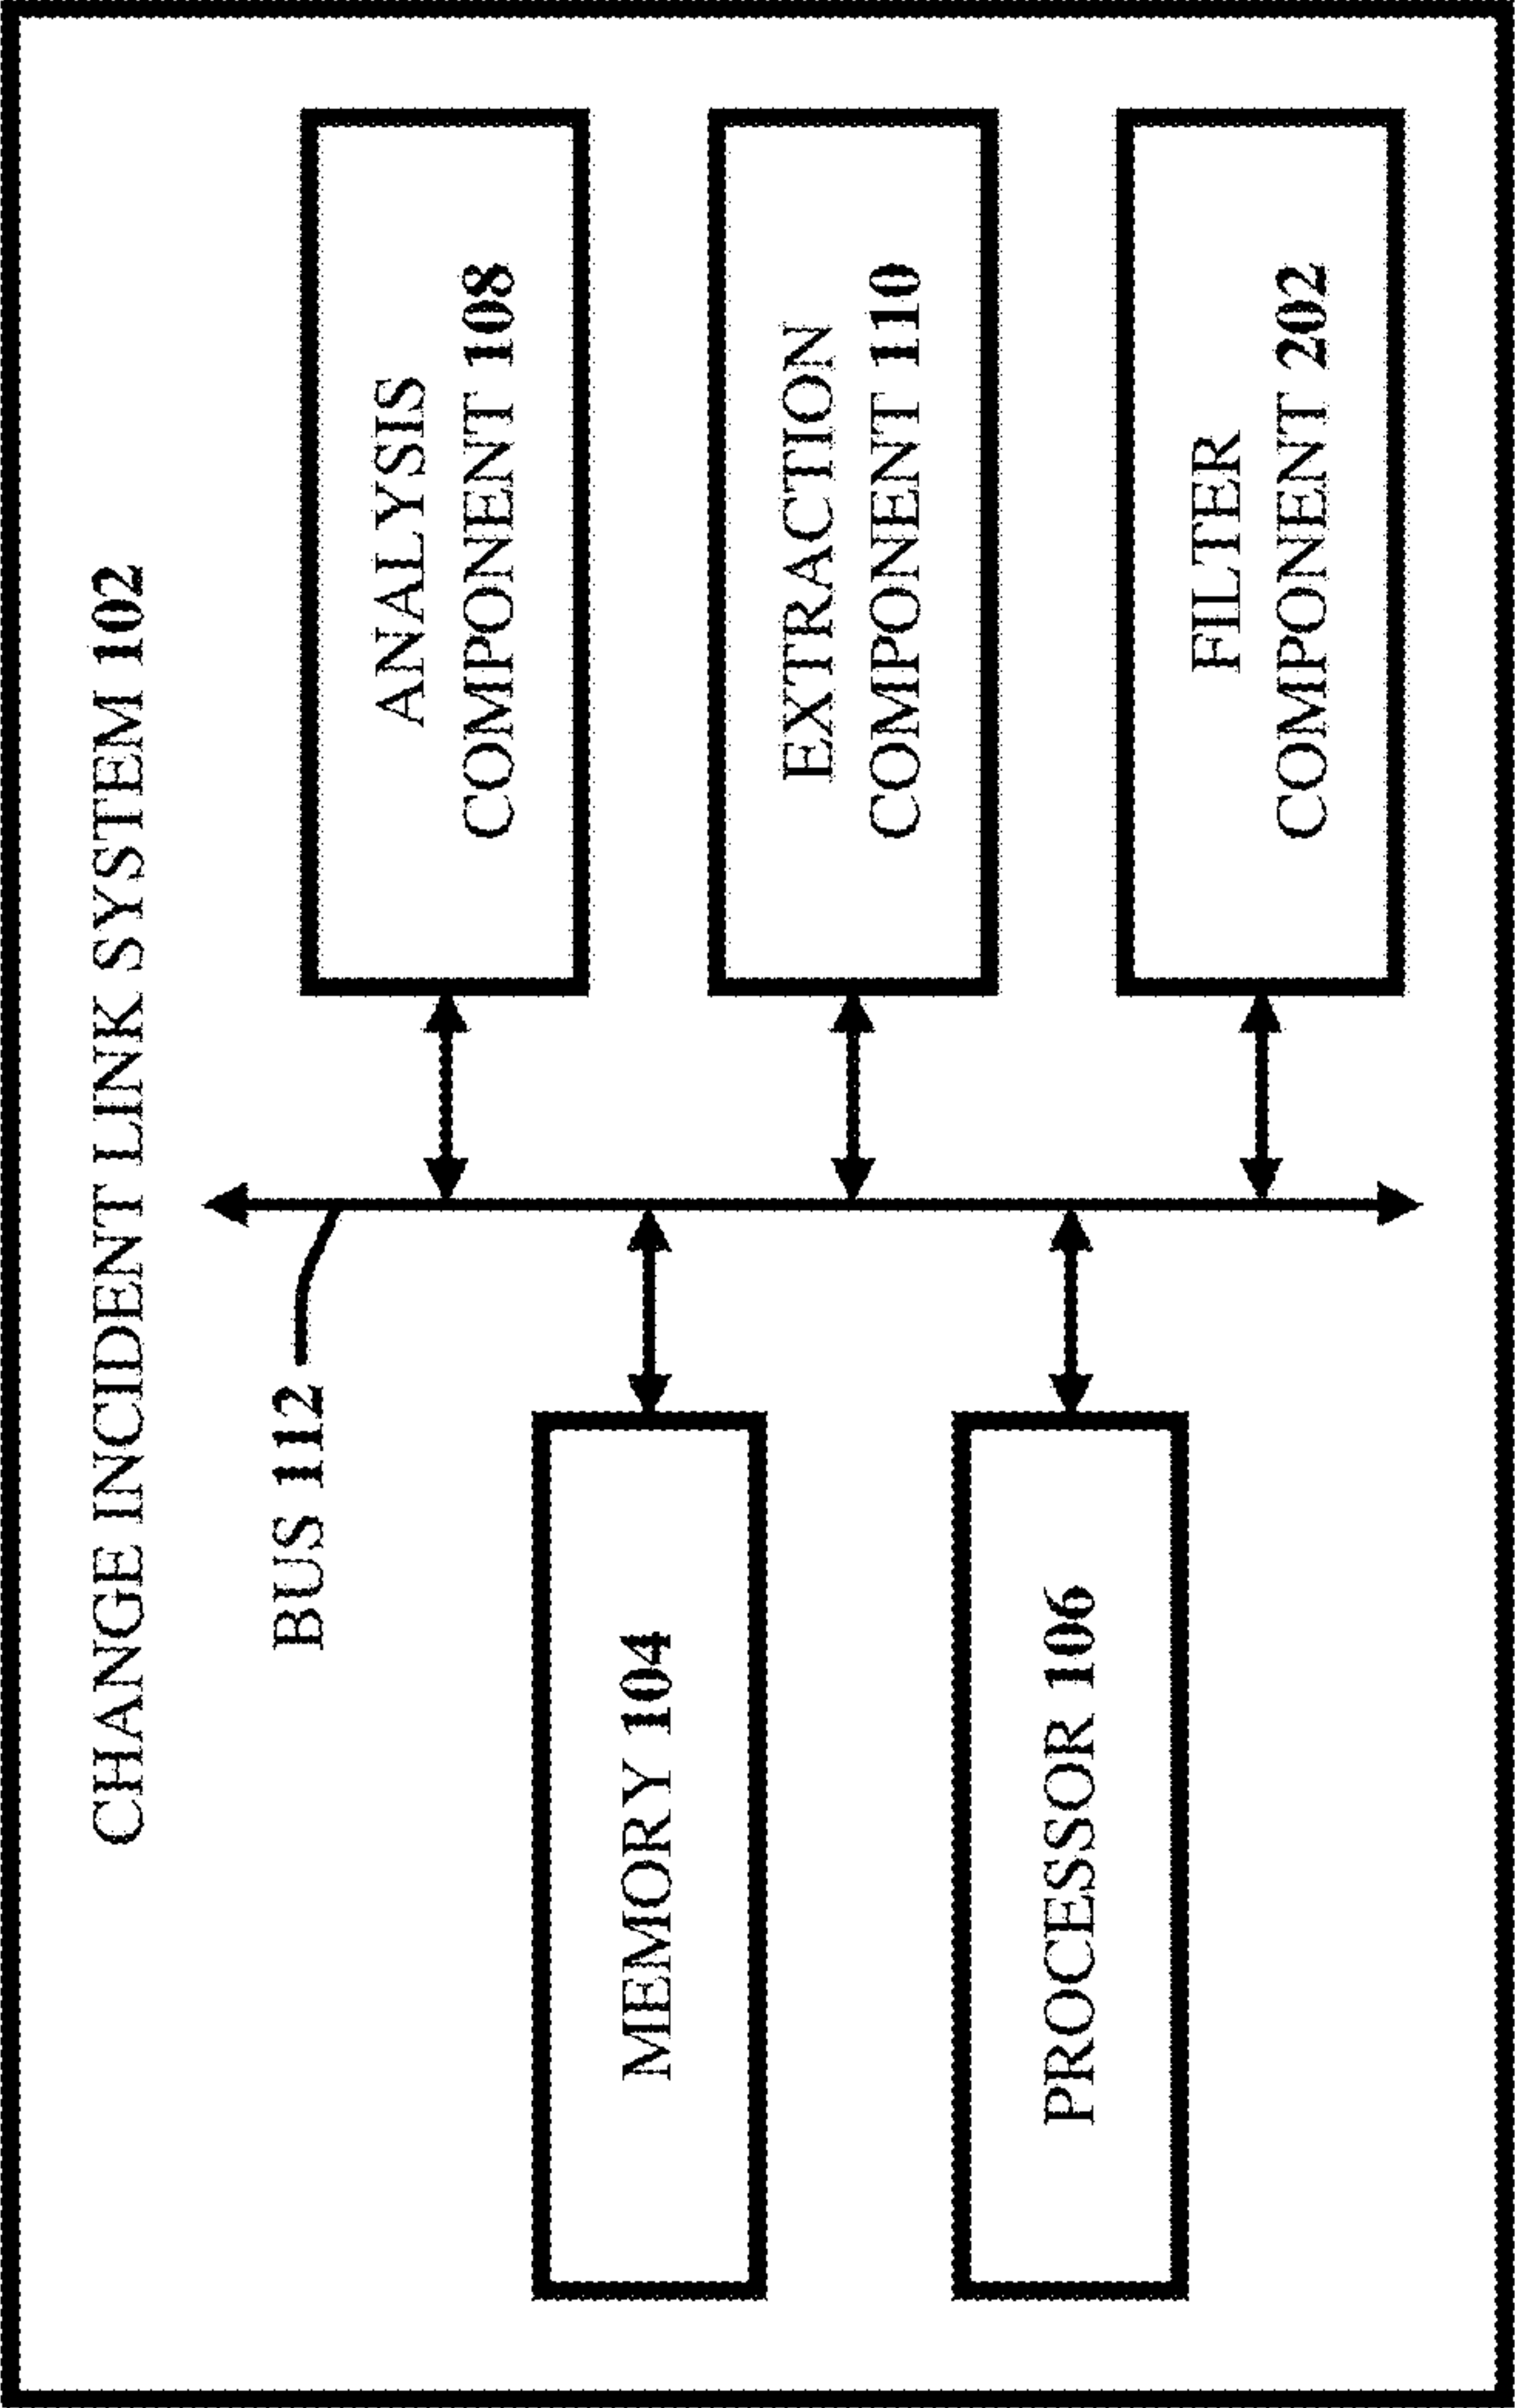 CHANGE INCIDENT LINK SYSTEM 102
BUS 112
MEMORY 104
PROCESSOR 106
ANALYSIS
COMPONENT 108
EXTRACTION
COMPONENT 110
FILTER
COMPONENT 202